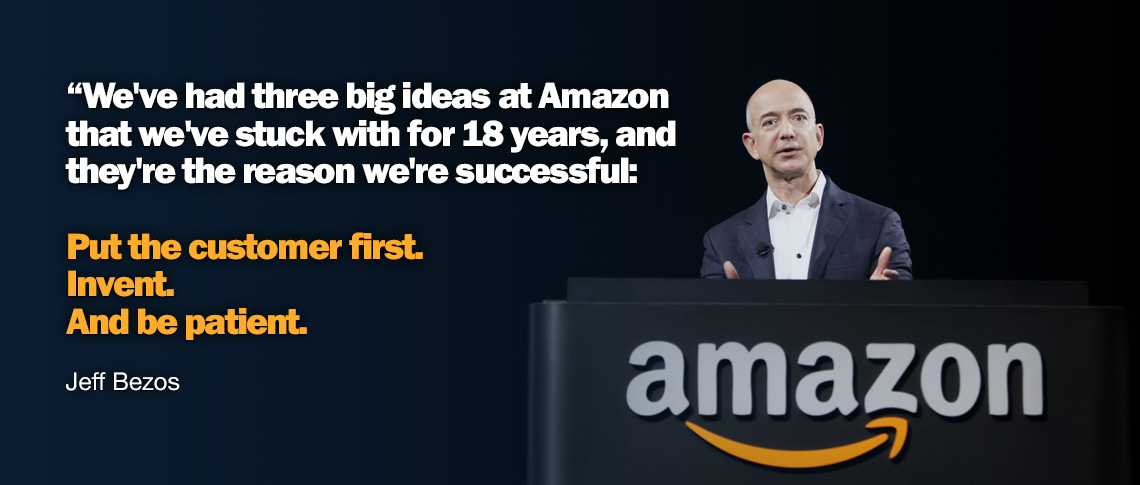 “We've had three big ideas at Amazon
that we've stuck with for 18 years, and
they're the reason we're successful:
Put the customer first.
Invent.
And be patient.
Jeff Bezos
amazon